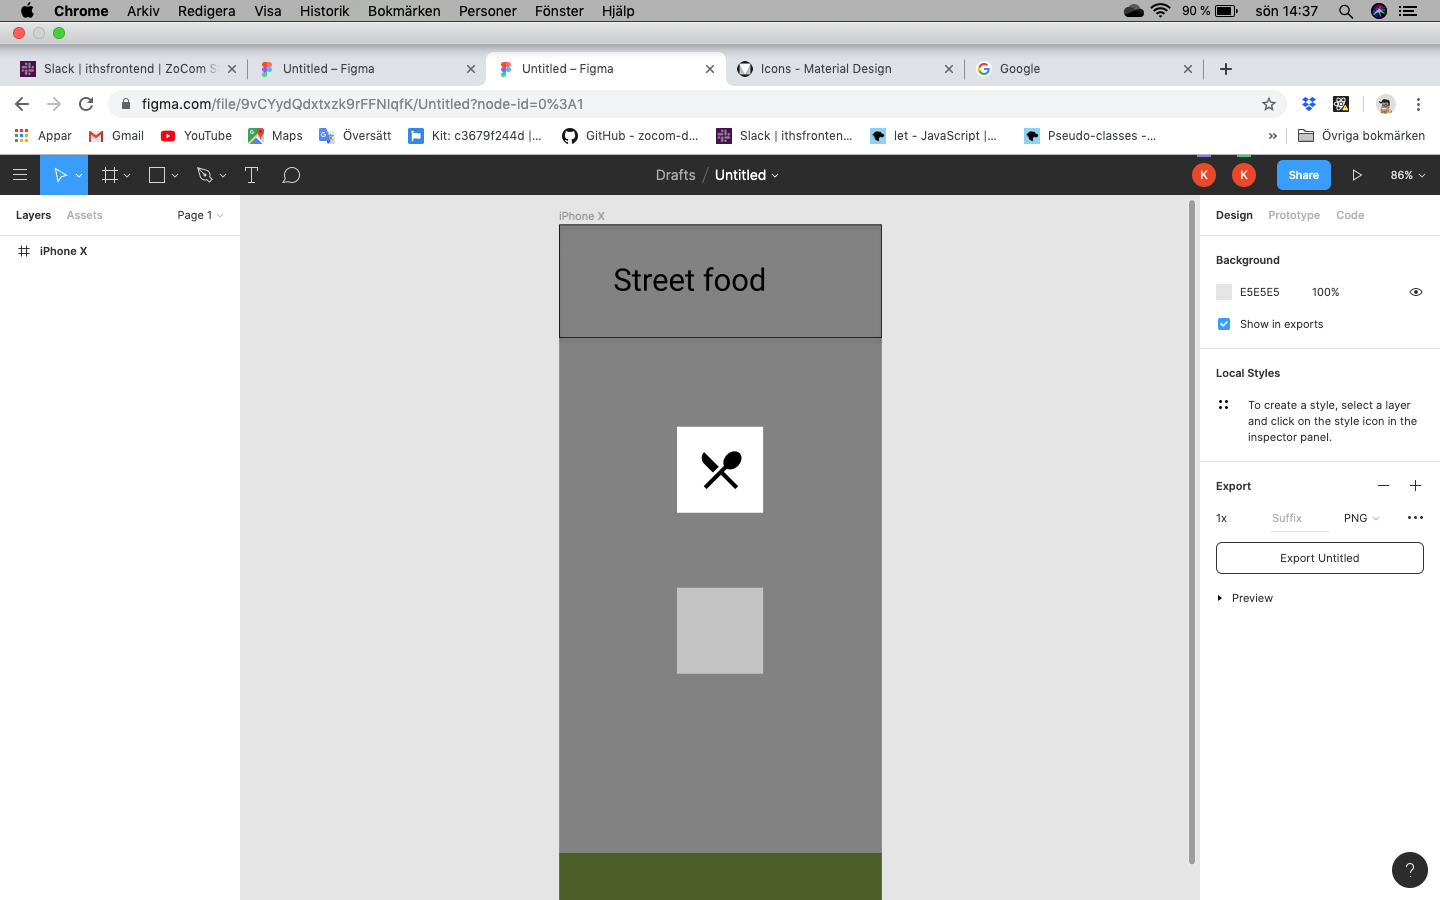 Chrome Arkiv Redigera Visa Historik Bokmärken Personer Fönster Hjälp 90 % sön 14:37
Slack | ithsfrontend | ZoCom S Untitled – Figma Untitled – Figma Icons - Material Design Google
figma.com/file/9vCYydQdxtxzk9rFFNlqfK/Untitled?node-id=0%3A1
Appar Gmail YouTube Maps Översätt Kit: c3679f244d |... GitHub - zocom-d... Slack | ithsfronten... let - JavaScript |... Pseudo-classes -... » Övriga bokmärken
Drafts / Untitled K K Share 86%
Layers Assets Page 1
iPhone X
iPhone X
Street food
Design Prototype Code
Background
E5E5E5 100%
Show in exports
Local Styles
To create a style, select a layer
and click on the style icon in the
inspector panel.
Export
1x Suffix PNG
Export Untitled
Preview
?